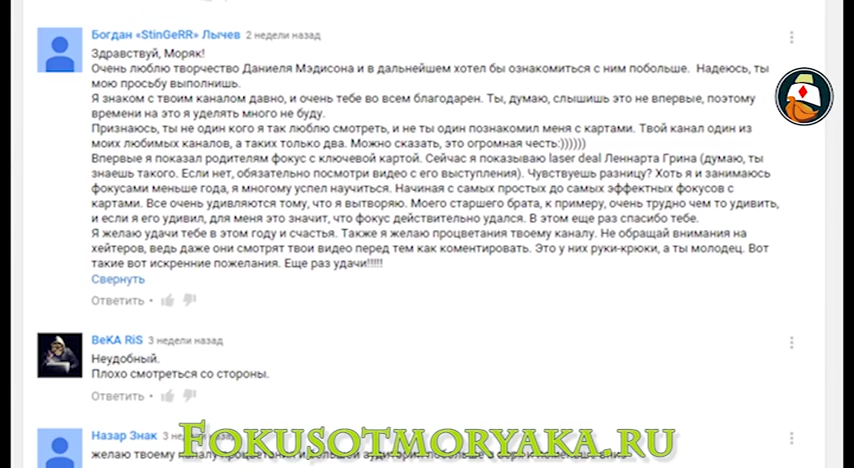 Богдан «StinGeRR» Лычев 2 недели назад
Здравствуй, Моряк!
Очень люблю творчество Даниеля Мэдисона и в дальнейшем хотел бы ознакомиться с ним побольше. Надеюсь, ты
мою просьбу выполнишь.
Я знаком с твоим каналом давно, и очень тебе во всем благодарен. Ты, думаю, слышишь это не впервые, поэтому
времени на это я уделять много не буду.
Признаюсь, ты не один кого я так люблю смотреть, и не ты один познакомил меня с картами. Твой канал один из
моих любимых каналов, а таких только два. Можно сказать, это огромная честь:))))))
Впервые я показал родителям фокус с ключевой картой. Сейчас я показываю laser deal Леннарта Грина (думаю, ты
знаешь такого. Если нет, обязательно посмотри видео с его выступления). Чувствуешь разницу? Хоть я и занимаюсь
фокусами меньше года, я многому успел научиться. Начиная с самых простых до самых эффектных фокусов с
картами. Все очень удивляются тому, что я вытворяю. Моего старшего брата, к примеру, очень трудно чем то удивить,
и если я его удивил, для меня это значит, что фокус действительно удался. В этом еще раз спасибо тебе.
Я желаю удачи тебе в этом году и счастья. Также я желаю процветания твоему каналу. Не обращай внимания на
хейтеров, ведь даже они смотрят твои видео перед тем как коментировать. Это у них руки-крюки, а ты молодец. Вот
такие вот искренние пожелания. Еще раз удачи!!!!!
Свернуть
Ответить •
BeKA RiS 3 недели назад
Неудобный.
Плохо смотреться со стороны.
Ответить •
Fokusotmoryaka.ru
Назар Знак 3 недели назад
желаю твоему каналу процветания и большей аудитории